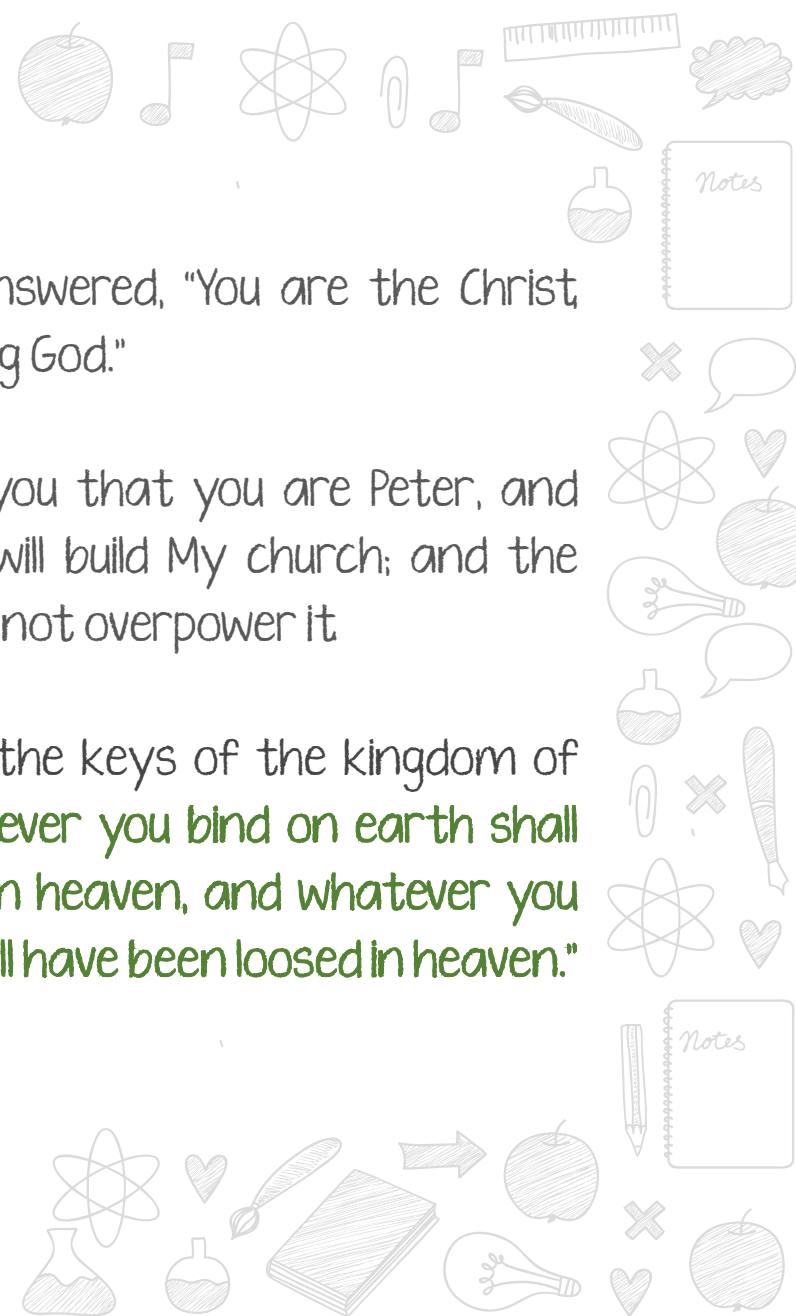 Notes
nswered, “You are the Christ,
g God.”
you that you are Peter, and
will build My church; and the
not overpower it.
the keys of the kingdom of
ever you bind on earth shall
n heaven, and whatever you
ll have been loosed in heaven.”
Notes